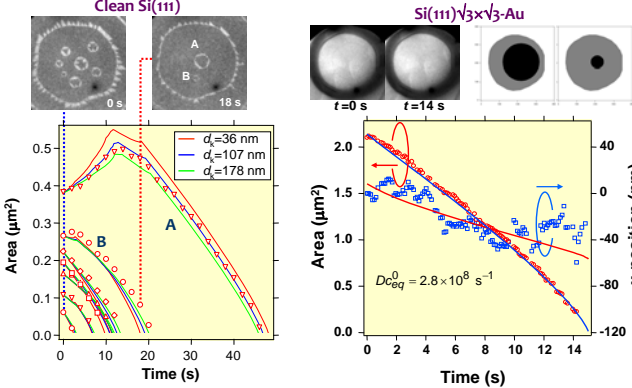 Clean Si(111)
A
B
0 s
18 s
d_k=36 nm
d_k=107 nm
d_k=178 nm
A
B
0.5
0.4
0.3
0.2
0.1
0.0
Area (μm²)
0
10
20
30
40
Time (s)
Si(111)√3×√3-Au
t=0s
t=14s
2.0
1.5
1.0
0.5
0.0
Area (μm²)
40
0
-40
-80
-120
Dc⁰eq = 2.8×10⁸ s⁻¹
0
2
4
6
8
10
12
14
Time (s)